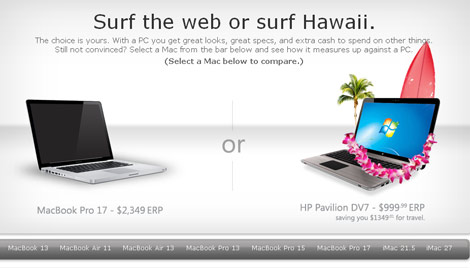 Surf the web or surf Hawaii.
The choice is yours. With a PC you get great looks, great specs, and extra cash to spend on other things.
Still not convinced? Select a Mac from the bar below and see how it measures up against a PC.
(Select a Mac below to compare.)
or
MacBook Pro 17 - $2,349 ERP
HP Pavilion DV7 - $999.99 ERP
saving you $1349.01 for travel.
MacBook 13 MacBook Air 11 MacBook Air 13 MacBook Pro 13 MacBook Pro 15 MacBook Pro 17 iMac 21.5 iMac 27